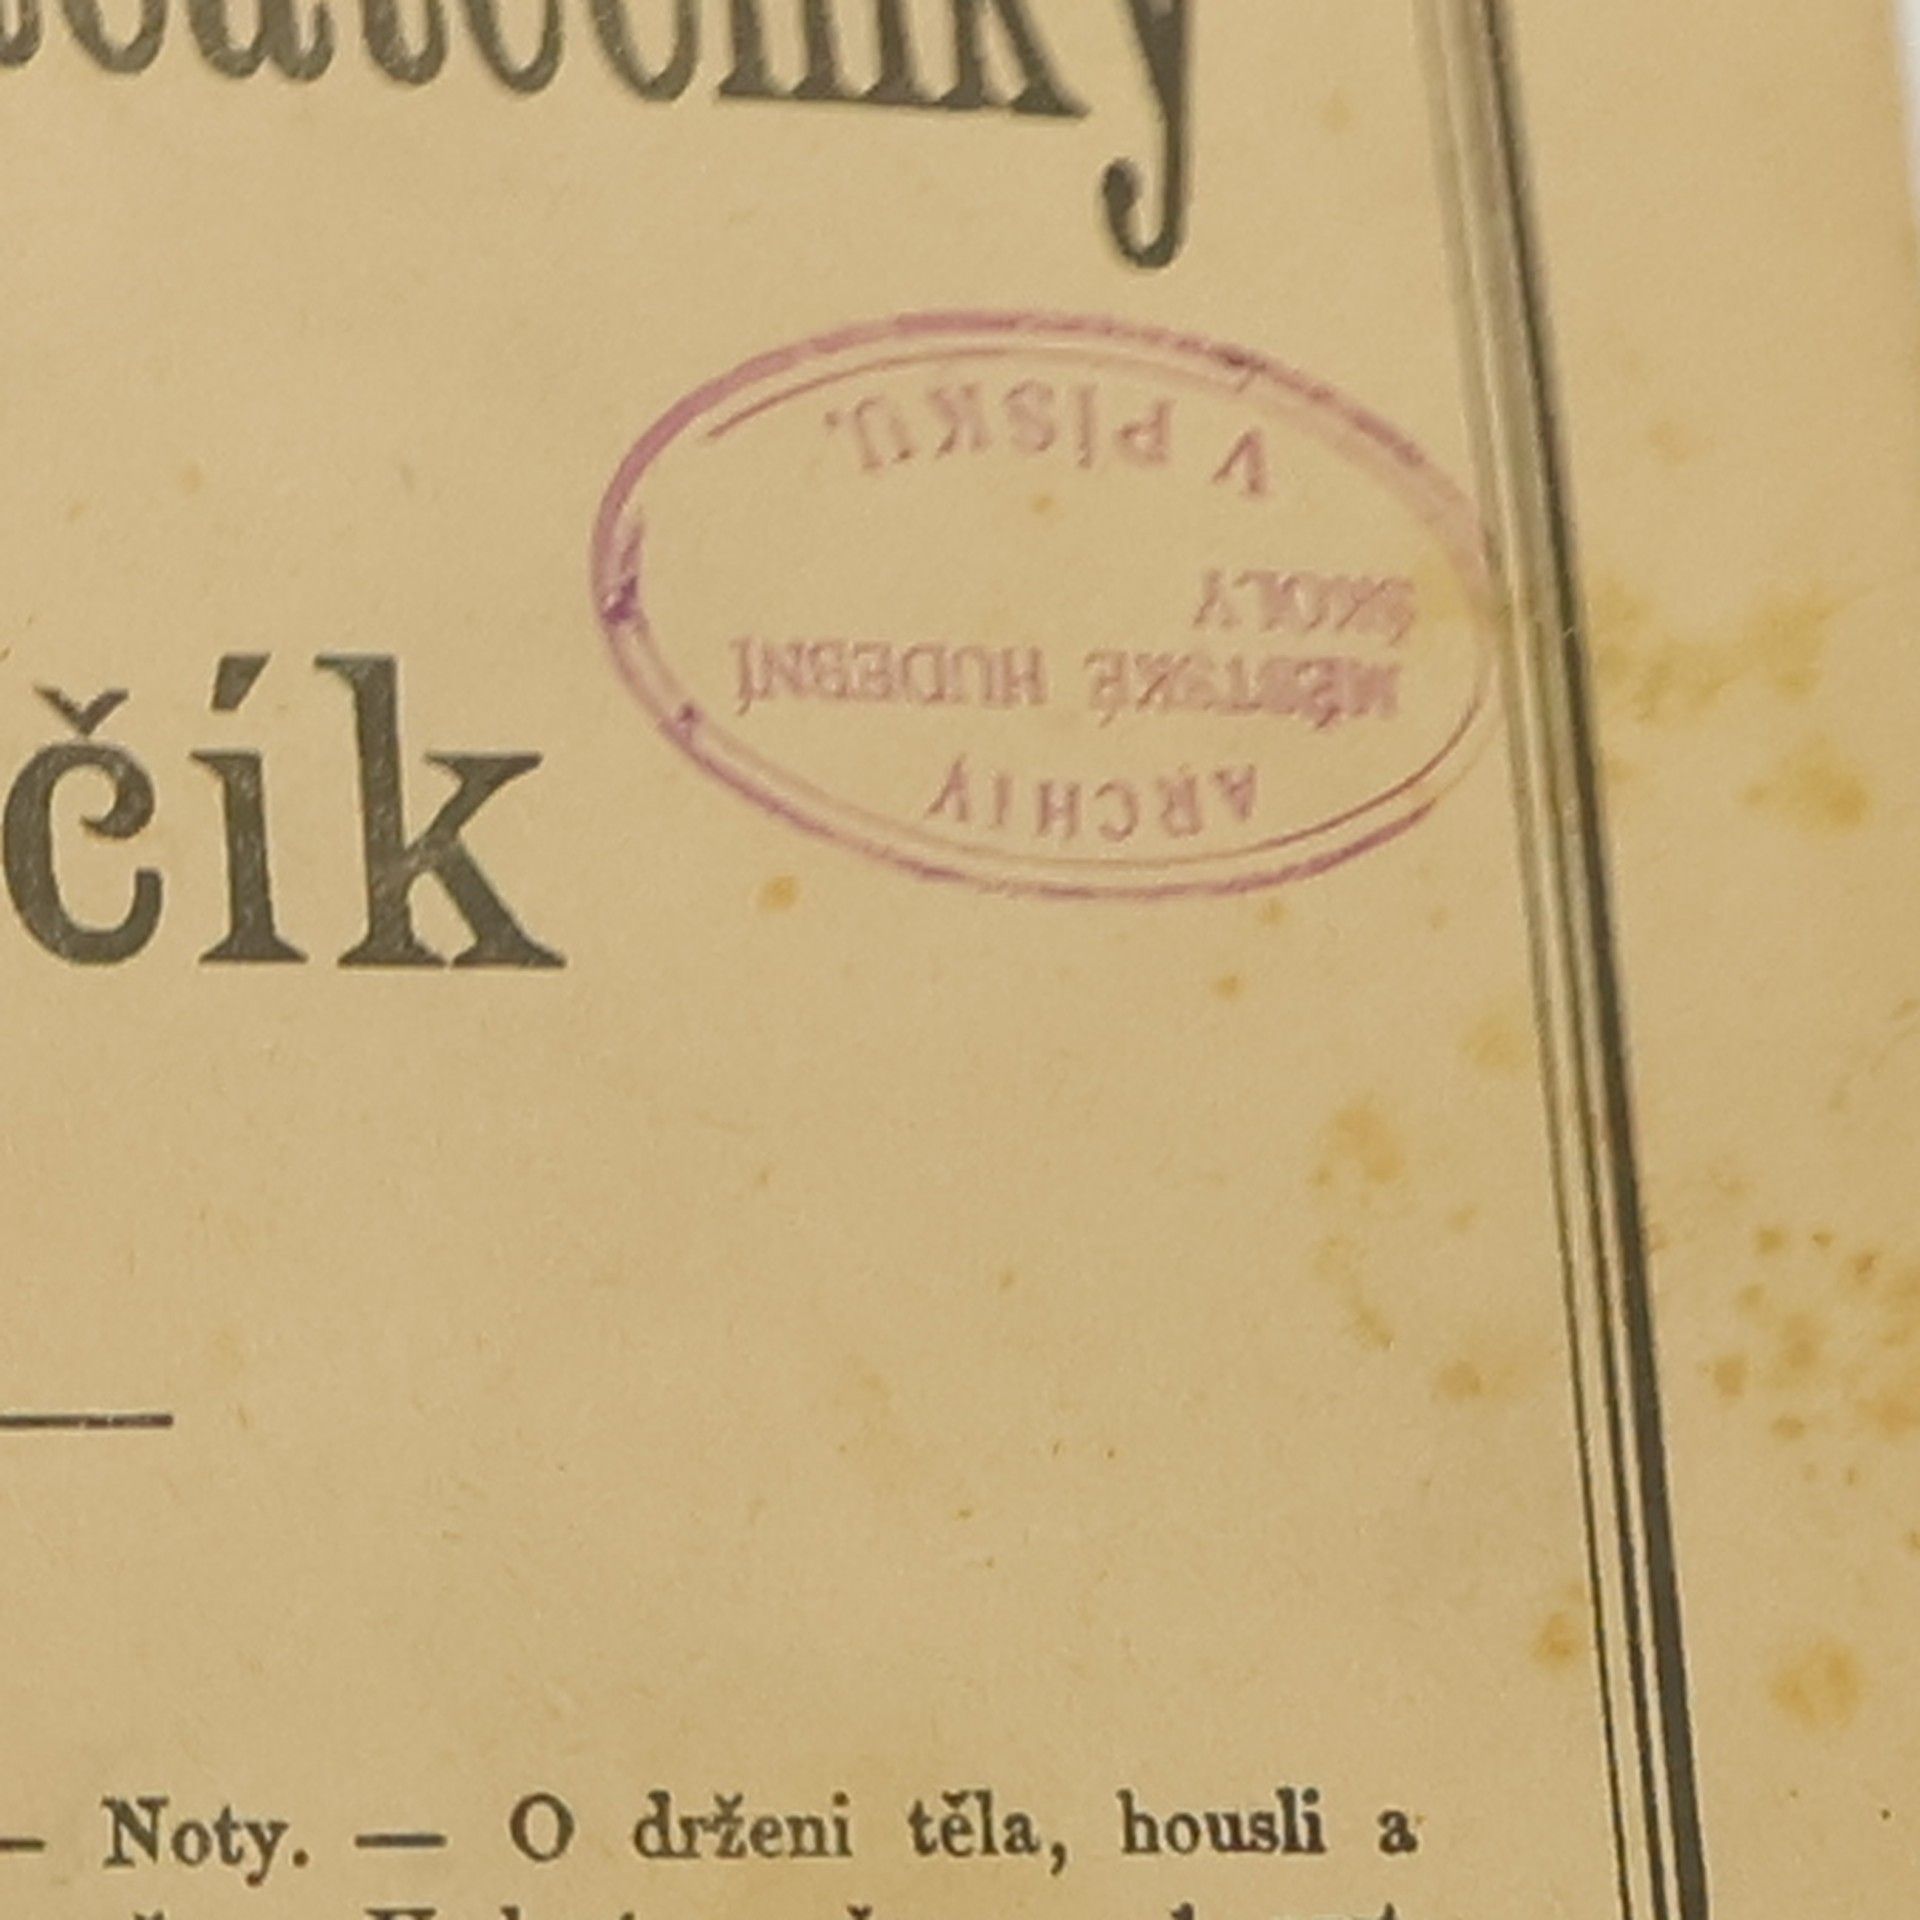 čík
ARCHIV
MĚSTSKÉ HUDEBNÍ
ŠKOLY
V PÍSKU.
— Noty. — O drženi těla, housli a